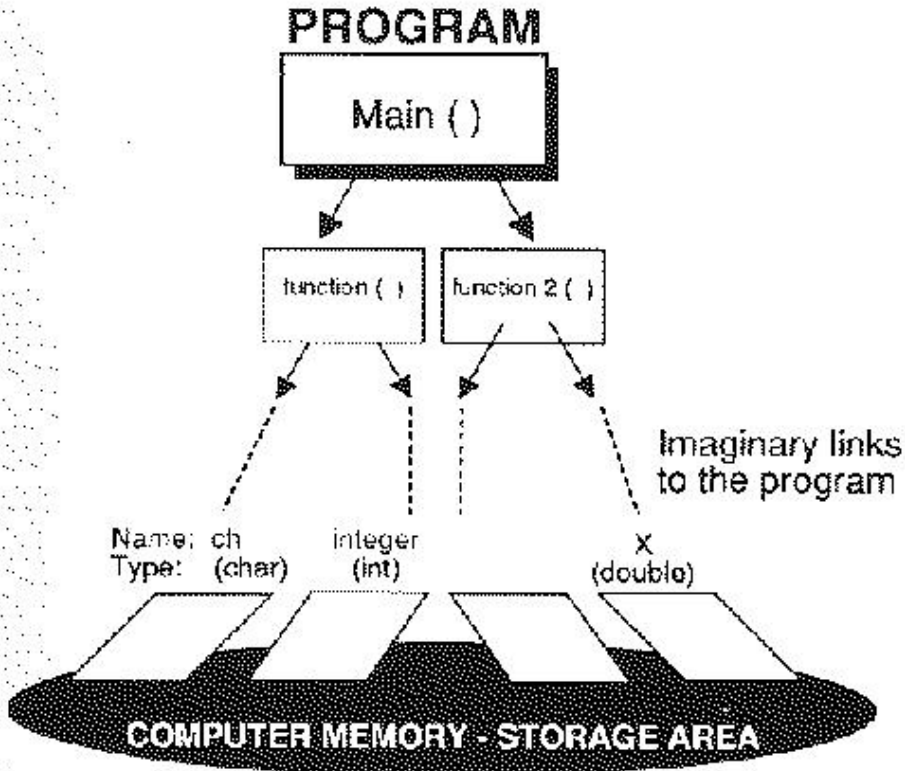 PROGRAM
Main ( )
function ( )
function 2 ( )
Imaginary links
to the program
Name: ch
Type: (char)
integer
(int)
X
(double)
COMPUTER MEMORY - STORAGE AREA